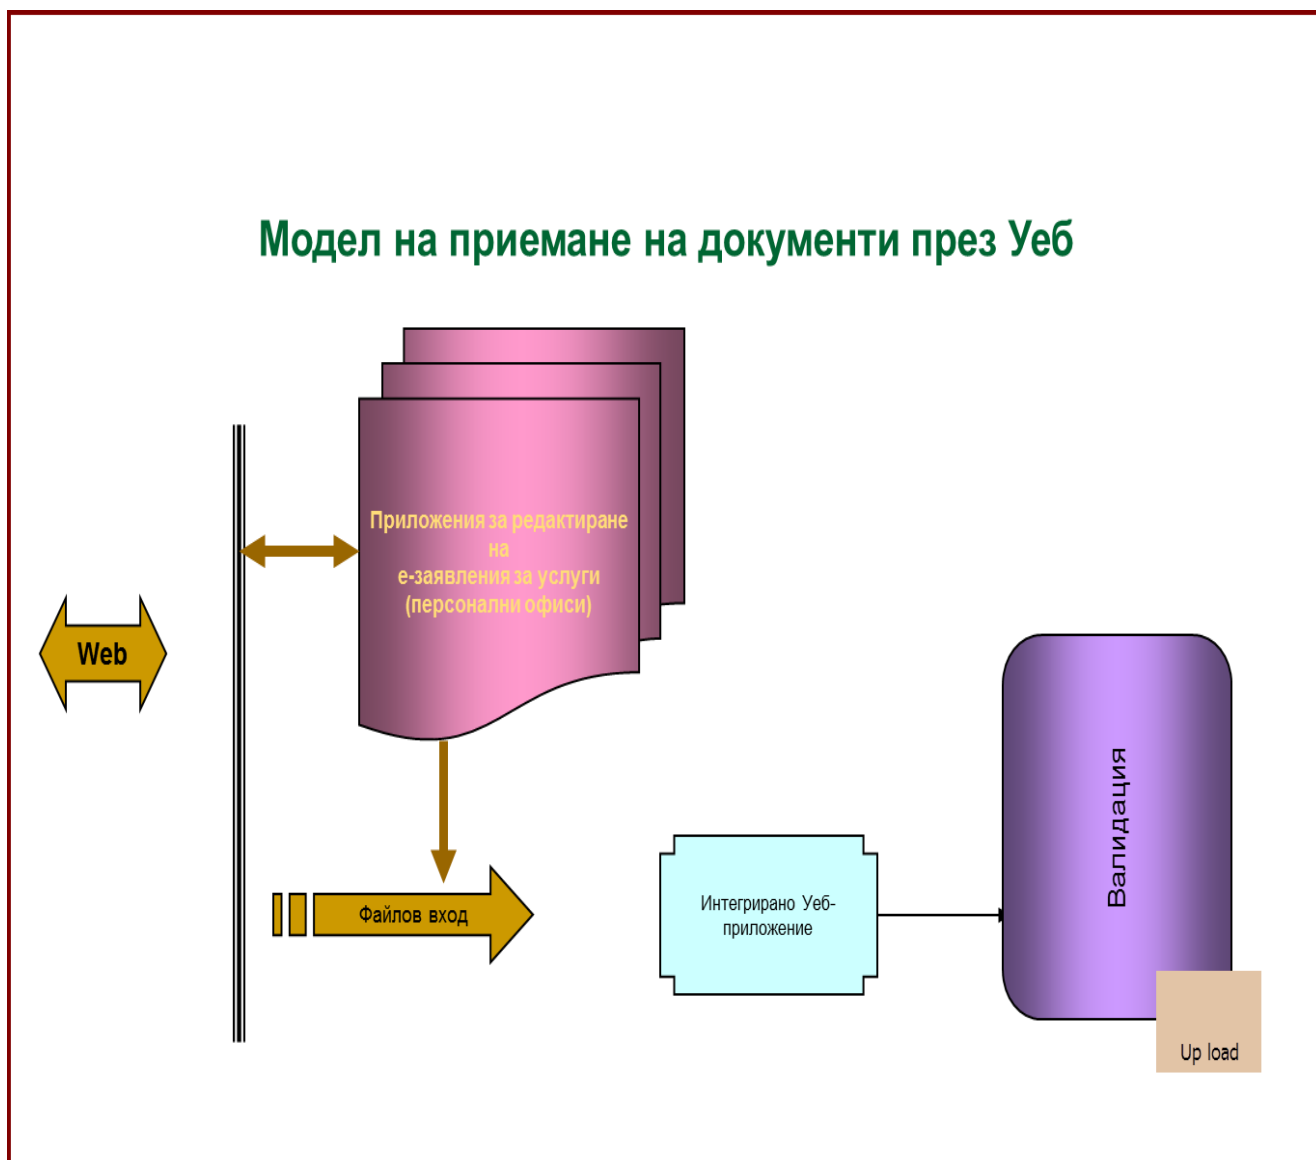 Модел на приемане на документи през Уеб
Приложения за редактиране
на
е-заявления за услуги
(персонални офиси)
Web
Файлов вход
Интегрирано Уеб-
приложение
Валидация
Up load